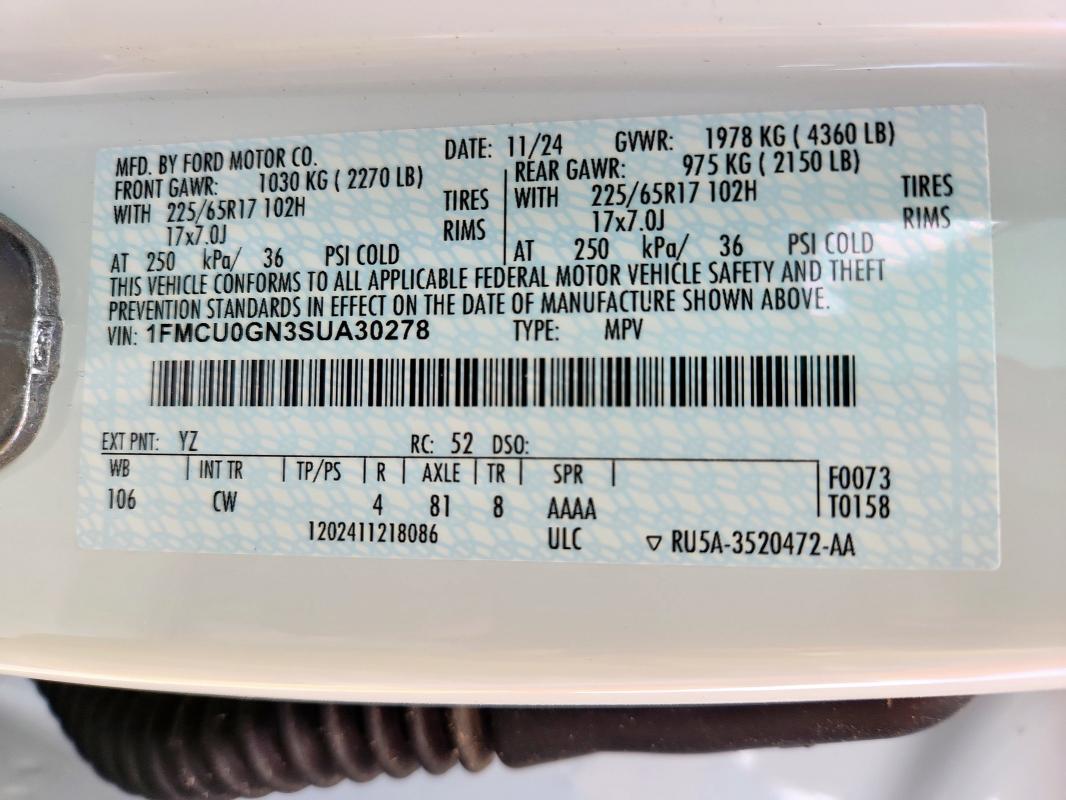 MFD. BY FORD MOTOR CO. DATE: 11/24 GVWR: 1978 KG ( 4360 LB)
FRONT GAWR: 1030 KG ( 2270 LB) REAR GAWR: 975 KG ( 2150 LB)
WITH 225/65R17 102H TIRES WITH 225/65R17 102H TIRES
17x7.0J RIMS 17x7.0J RIMS
AT 250 kPa/ 36 PSI COLD AT 250 kPa/ 36 PSI COLD
THIS VEHICLE CONFORMS TO ALL APPLICABLE FEDERAL MOTOR VEHICLE SAFETY AND THEFT
PREVENTION STANDARDS IN EFFECT ON THE DATE OF MANUFACTURE SHOWN ABOVE.
VIN: 1FMCU0GN3SUA30278 TYPE: MPV
EXT PNT: YZ RC: 52 DSO:
WB INT TR TP/PS R AXLE TR SPR F0073
106 CW 4 81 8 AAAA T0158
1202411218086 ULC ▽ RU5A-3520472-AA